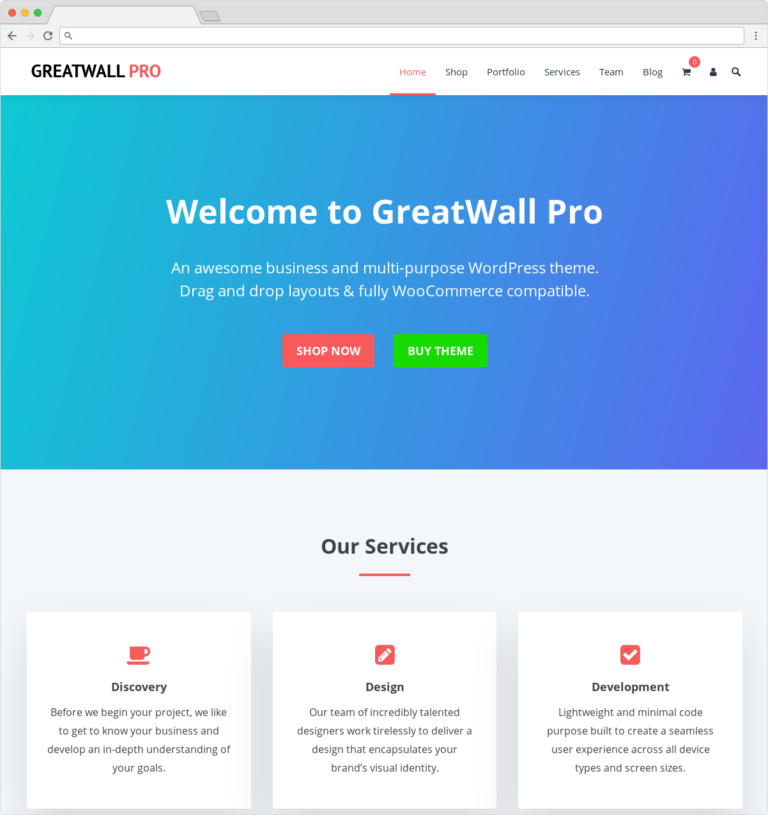 GREATWALL PRO
Home Shop Portfolio Services Team Blog 0
Welcome to GreatWall Pro
An awesome business and multi-purpose WordPress theme.
Drag and drop layouts & fully WooCommerce compatible.
SHOP NOW BUY THEME
Our Services
Discovery
Before we begin your project, we like
to get to know your business and
develop an in-depth understanding of
your goals.
Design
Our team of incredibly talented
designers work tirelessly to deliver a
design that encapsulates your
brand’s visual identity.
Development
Lightweight and minimal code
purpose built to create a seamless
user experience across all device
types and screen sizes.